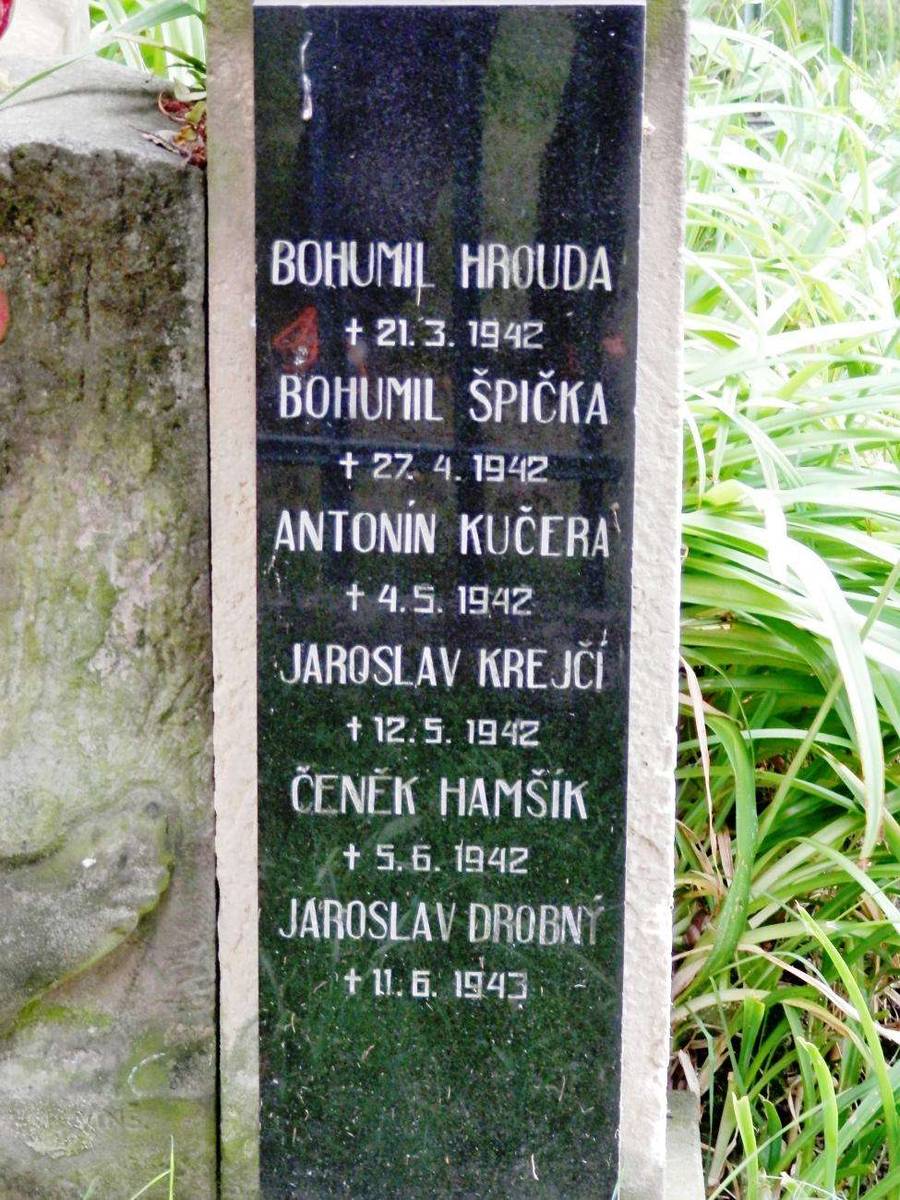 BOHUMIL HROUDA
† 21. 3. 1942
BOHUMIL ŠPIČKA
† 27. 4. 1942
ANTONÍN KUČERA
† 4. 5. 1942
JAROSLAV KREJČÍ
† 12. 5. 1942
ČENĚK HAMŠÍK
† 5. 6. 1942
JAROSLAV DROBNÝ
† 11. 6. 1943